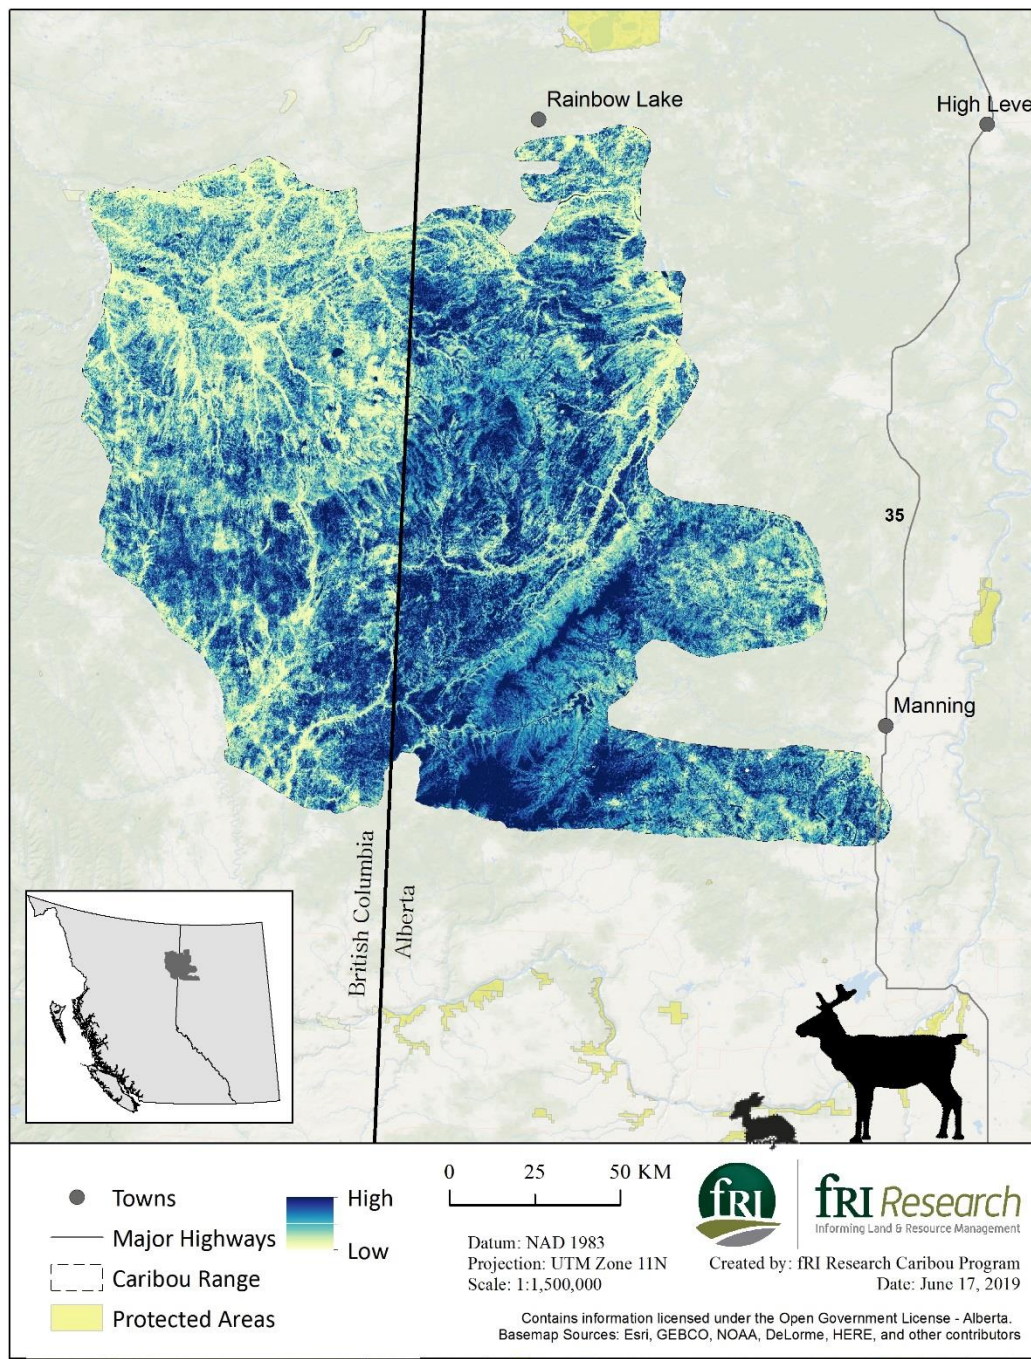 Rainbow Lake
High Leve
35
Manning
British Columbia
Alberta
Towns
Major Highways
Caribou Range
Protected Areas
High
Low
0 25 50 KM
Datum: NAD 1983
Projection: UTM Zone 11N
Scale: 1:1,500,000
fRI
fRI Research
Informing Land & Resource Management
Created by: fRI Research Caribou Program
Date: June 17, 2019
Contains information licensed under the Open Government License - Alberta.
Basemap Sources: Esri, GEBCO, NOAA, DeLorme, HERE, and other contributors